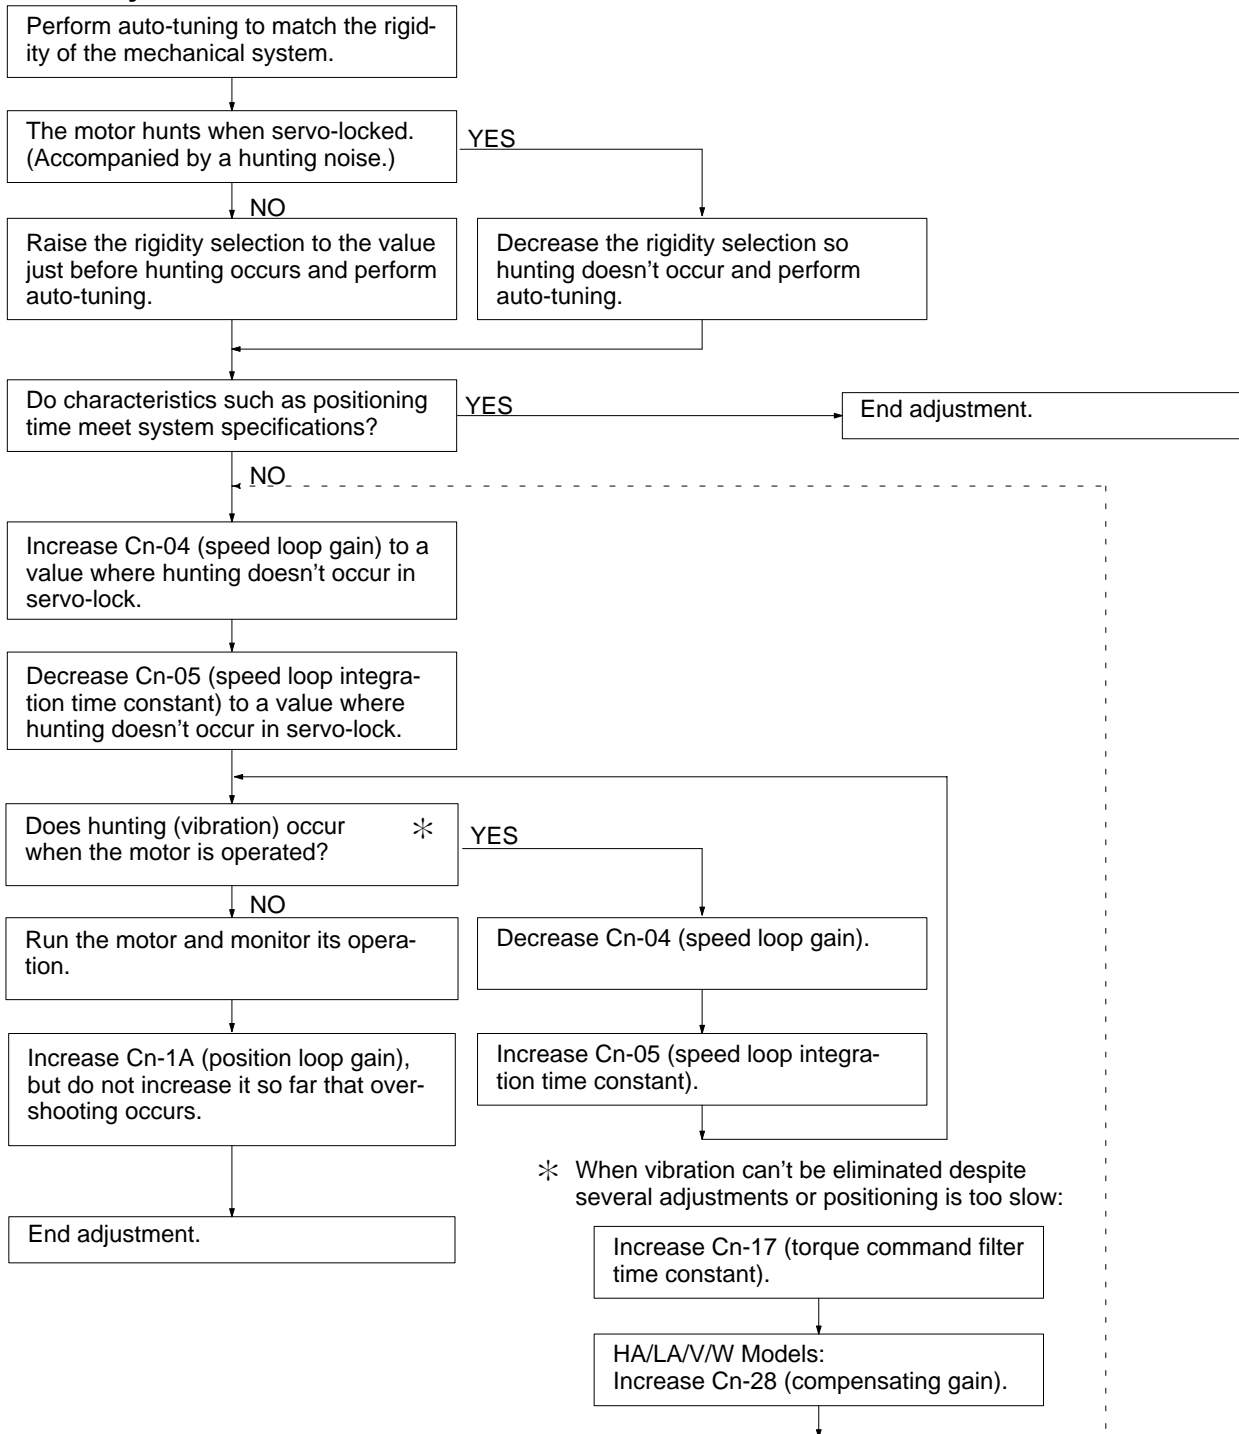 Perform auto-tuning to match the rigid-
ity of the mechanical system.
The motor hunts when servo-locked.
(Accompanied by a hunting noise.)
YES
NO
Raise the rigidity selection to the value
just before hunting occurs and perform
auto-tuning.
Decrease the rigidity selection so
hunting doesn't occur and perform
auto-tuning.
Do characteristics such as positioning
time meet system specifications?
YES
End adjustment.
NO
Increase Cn-04 (speed loop gain) to a
value where hunting doesn't occur in
servo-lock.
Decrease Cn-05 (speed loop integra-
tion time constant) to a value where
hunting doesn't occur in servo-lock.
Does hunting (vibration) occur *
when the motor is operated?
YES
NO
Run the motor and monitor its opera-
tion.
Decrease Cn-04 (speed loop gain).
Increase Cn-1A (position loop gain),
but do not increase it so far that over-
shooting occurs.
Increase Cn-05 (speed loop integra-
tion time constant).
* When vibration can't be eliminated despite
several adjustments or positioning is too slow:
End adjustment.
Increase Cn-17 (torque command filter
time constant).
HA/LA/V/W Models:
Increase Cn-28 (compensating gain).